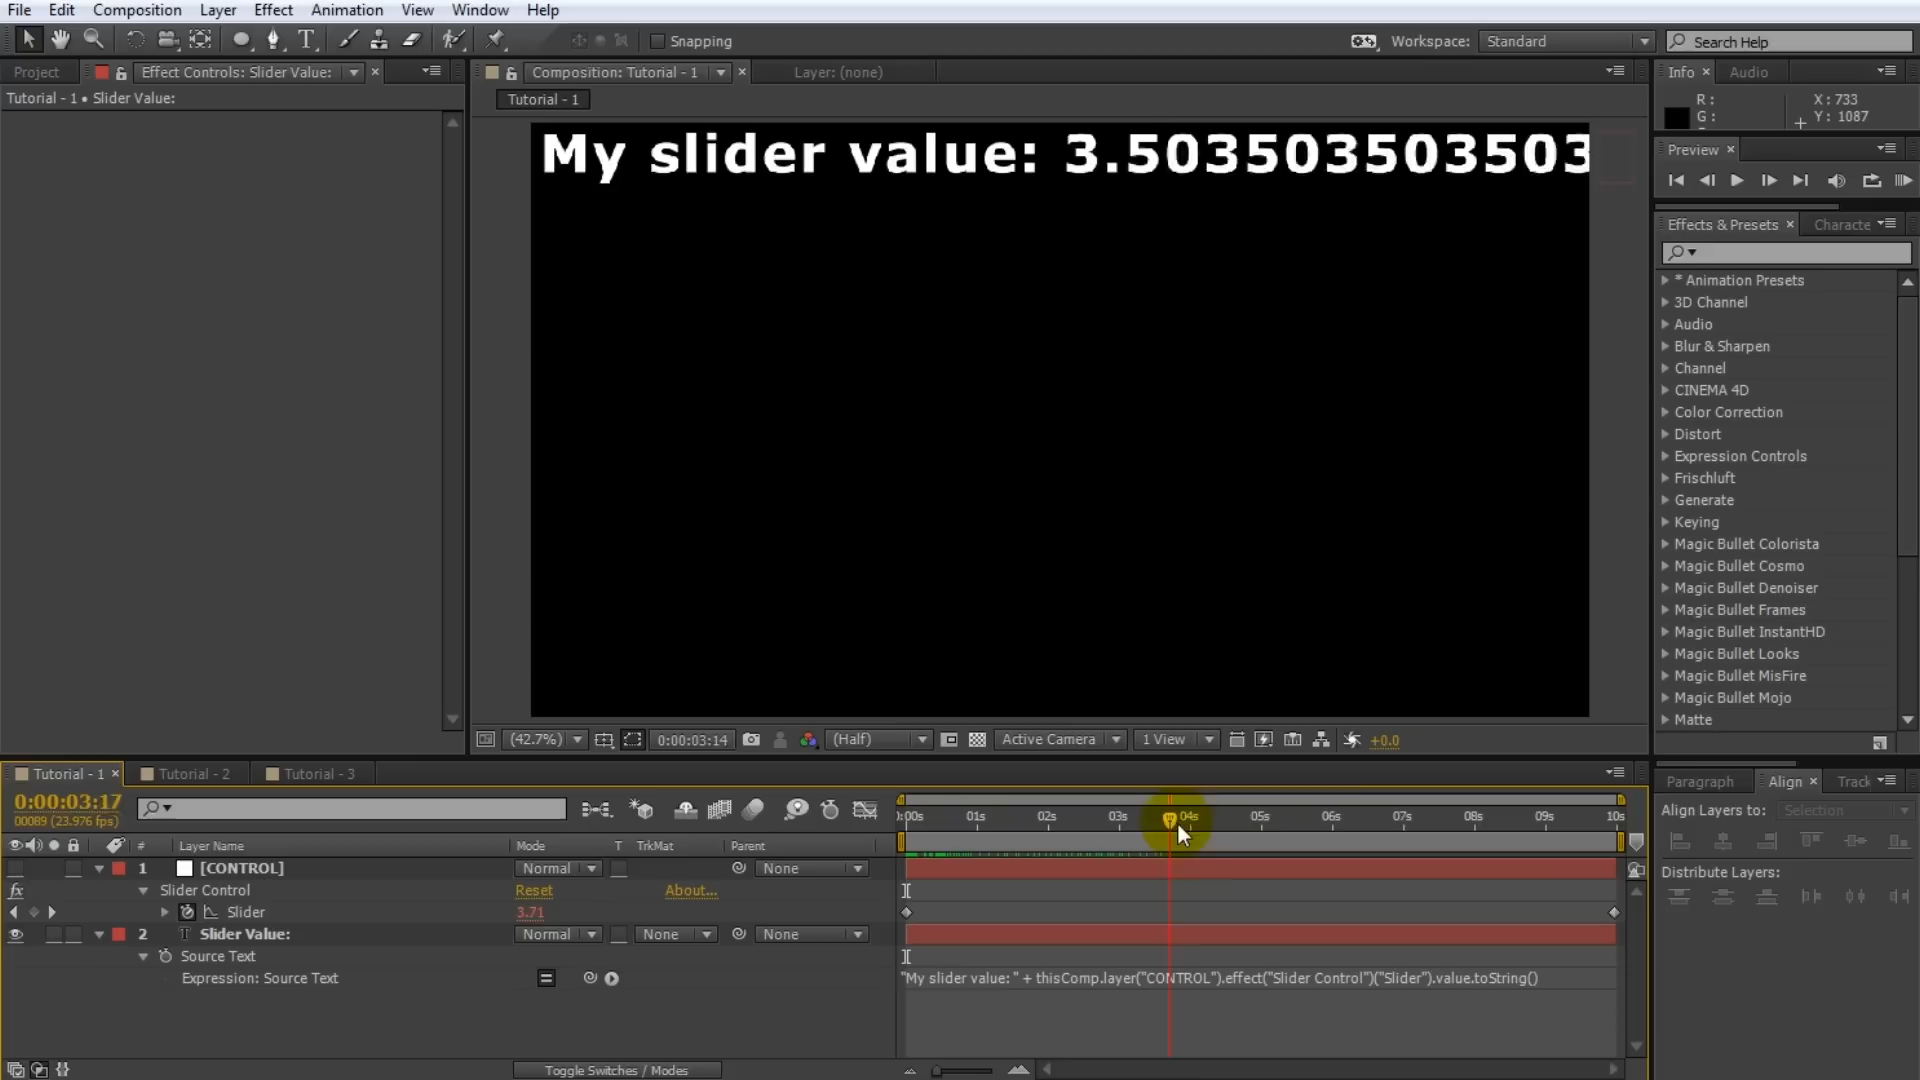 File Edit Composition Layer Effect Animation View Window Help
Snapping Workspace: Standard Search Help
Project Effect Controls: Slider Value: Composition: Tutorial - 1 Layer: (none) Info Audio
Tutorial - 1 • Slider Value:
Tutorial - 1
R: X: 733
G: Y: 1087
My slider value: 3.503503503503
Preview
Effects & Presets Characte
* Animation Presets
3D Channel
Audio
Blur & Sharpen
Channel
CINEMA 4D
Color Correction
Distort
Expression Controls
Frischluft
Generate
Keying
Magic Bullet Colorista
Magic Bullet Cosmo
Magic Bullet Denoiser
Magic Bullet Frames
Magic Bullet InstantHD
Magic Bullet Looks
Magic Bullet MisFire
Magic Bullet Mojo
Matte
(42.7%) 0:00:03:14 (Half) Active Camera 1 View +0.0
Tutorial - 1 Tutorial - 2 Tutorial - 3
Paragraph Align Track
0:00:03:17
00089 (23.976 fps)
:00s 01s 02s 03s 04s 05s 06s 07s 08s 09s 10s
Align Layers to: Selection
# Layer Name Mode T TrkMat Parent
1 [CONTROL] Normal None
Distribute Layers:
fx Slider Control Reset About...
Slider 3.71
2 T Slider Value: Normal None None
Source Text
Expression: Source Text
"My slider value: " + thisComp.layer("CONTROL").effect("Slider Control")("Slider").value.toString()
Toggle Switches / Modes